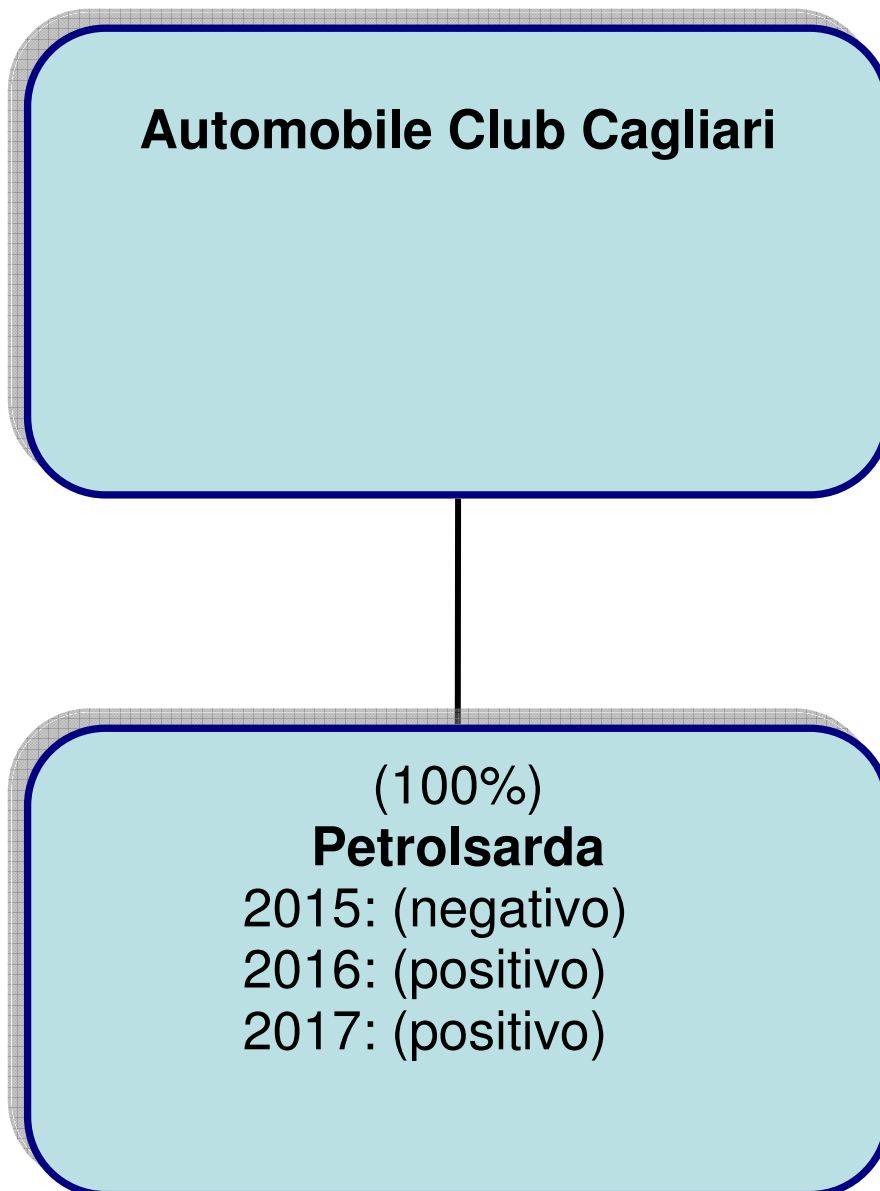 Automobile Club Cagliari
(100%)
Petrolsarda
2015: (negativo)
2016: (positivo)
2017: (positivo)